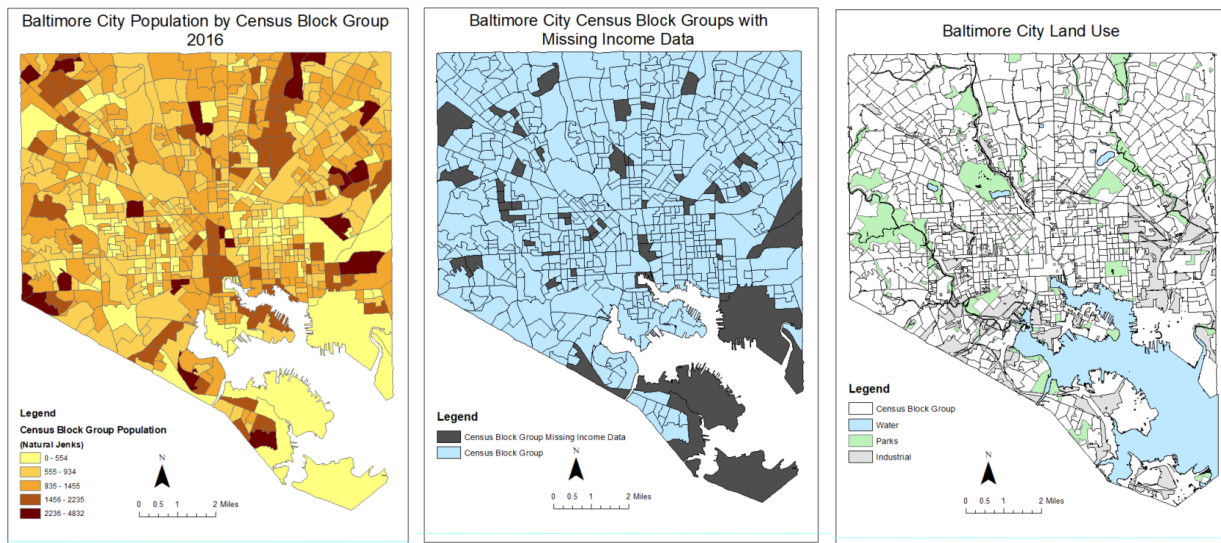 Baltimore City Population by Census Block Group
2016
Legend
Census Block Group Population
(Natural Jenks)
0 - 554
555 - 934
935 - 1455
1456 - 2235
2236 - 4832
N
0 0.5 1 2 Miles
Baltimore City Census Block Groups with
Missing Income Data
Legend
Census Block Group Missing Income Data
Census Block Group
N
0 0.5 1 2 Miles
Baltimore City Land Use
Legend
Census Block Group
Water
Parks
Industrial
N
0 0.5 1 2 Miles